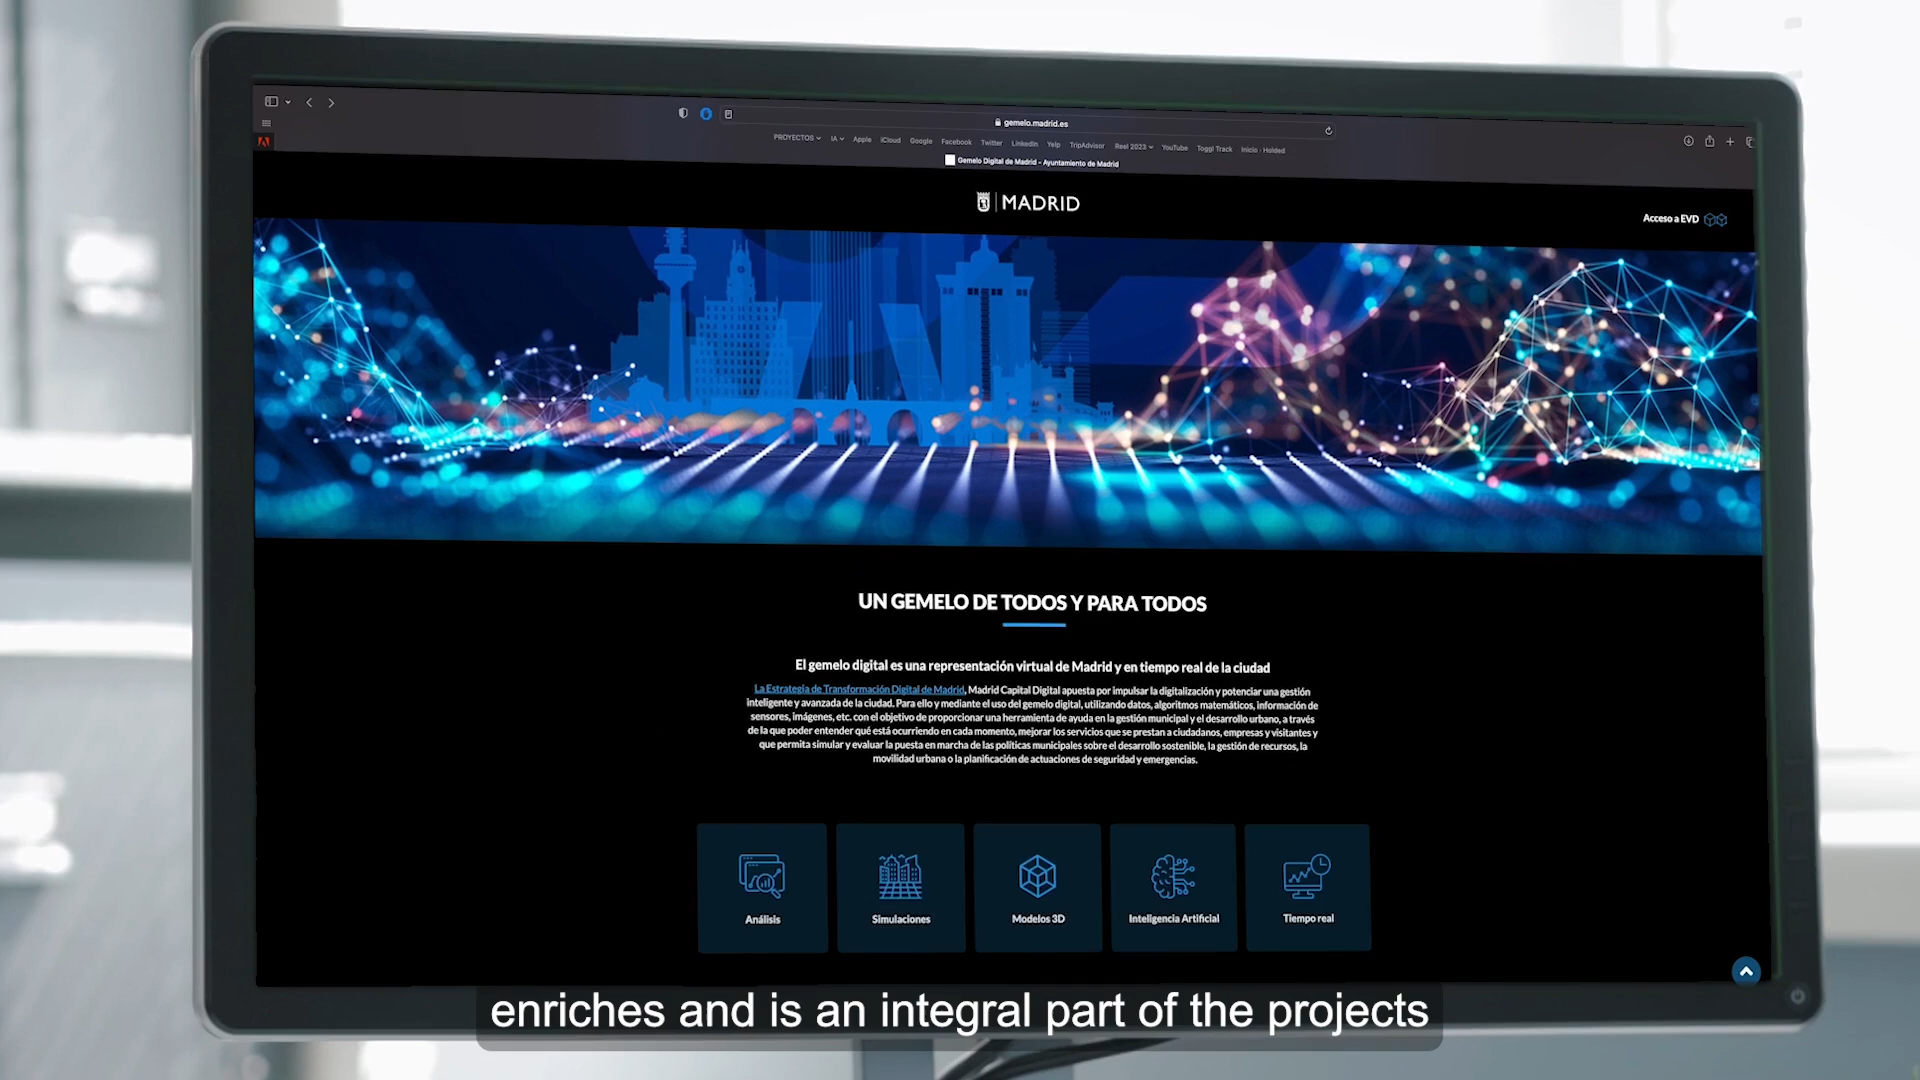 gemelo.madrid.es
PROYECTOS IA Apple iCloud Google Facebook Twitter LinkedIn Yelp TripAdvisor Reel 2023 YouTube Toggl Track Inicio · Holded
Gemelo Digital de Madrid - Ayuntamiento de Madrid
MADRID
Acceso a EVD
UN GEMELO DE TODOS Y PARA TODOS
El gemelo digital es una representación virtual de Madrid y en tiempo real de la ciudad
La Estrategia de Transformación Digital de Madrid, Madrid Capital Digital apuesta por impulsar la digitalización y potenciar una gestión
inteligente y avanzada de la ciudad. Para ello y mediante el uso del gemelo digital, utilizando datos, algoritmos matemáticos, información de
sensores, imágenes, etc. con el objetivo de proporcionar una herramienta de ayuda en la gestión municipal y el desarrollo urbano, a través
de la que poder entender qué está ocurriendo en cada momento, mejorar los servicios que se prestan a ciudadanos, empresas y visitantes y
que permita simular y evaluar la puesta en marcha de las políticas municipales sobre el desarrollo sostenible, la gestión de recursos, la
movilidad urbana o la planificación de actuaciones de seguridad y emergencias.
Análisis
Simulaciones
Modelos 3D
Inteligencia Artificial
Tiempo real
enriches and is an integral part of the projects